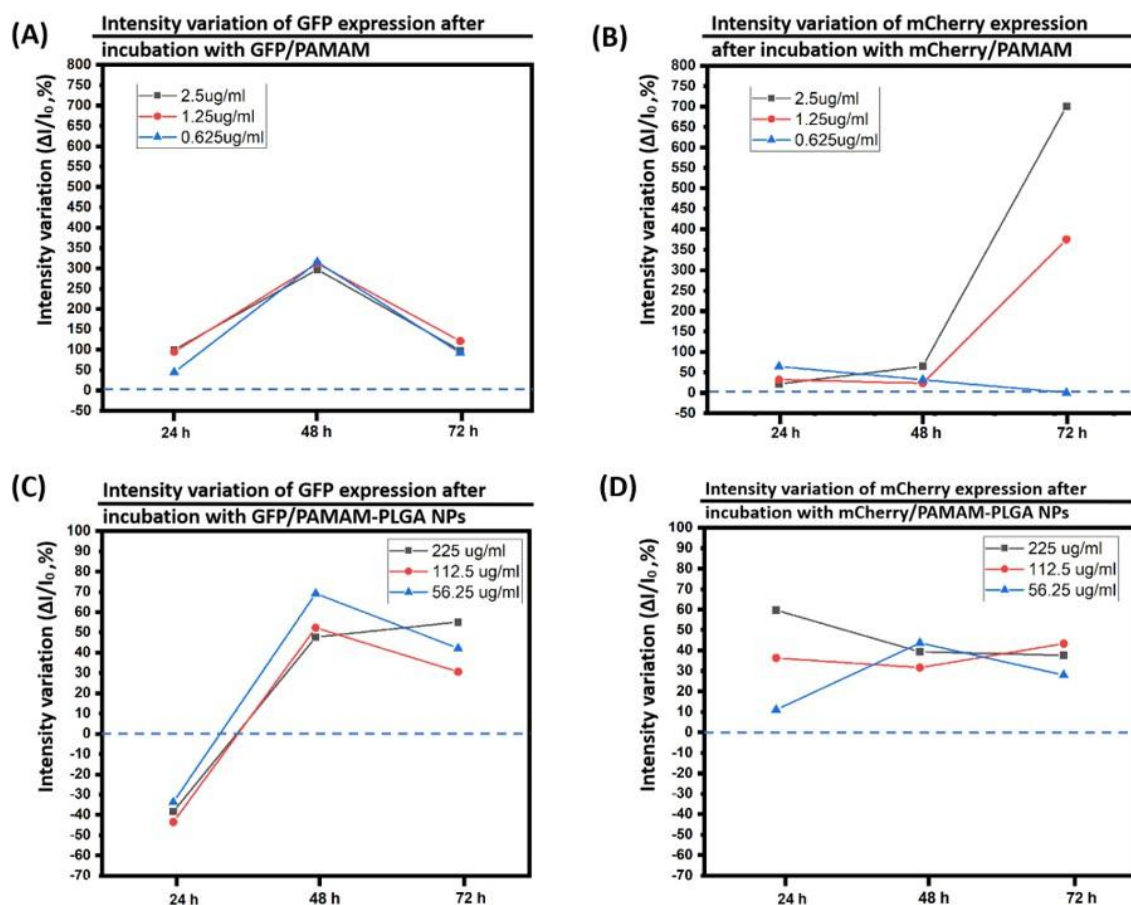 (A)
Intensity variation of GFP expression after
incubation with GFP/PAMAM
Intensity variation (ΔI/I₀,%)
800
750
700
650
600
550
500
450
400
350
300
250
200
150
100
50
0
-50
2.5ug/ml
1.25ug/ml
0.625ug/ml
24 h
48 h
72 h
(B)
Intensity variation of mCherry expression
after incubation with mCherry/PAMAM
Intensity variation (ΔI/I₀,%)
800
750
700
650
600
550
500
450
400
350
300
250
200
150
100
50
0
-50
2.5ug/ml
1.25ug/ml
0.625ug/ml
24 h
48 h
72 h
(C)
Intensity variation of GFP expression after
incubation with GFP/PAMAM-PLGA NPs
Intensity variation (ΔI/I₀,%)
100
90
80
70
60
50
40
30
20
10
0
-10
-20
-30
-40
-50
-60
-70
225 ug/ml
112.5 ug/ml
56.25 ug/ml
24 h
48 h
72 h
(D)
Intensity variation of mCherry expression after
incubation with mCherry/PAMAM-PLGA NPs
Intensity variation (ΔI/I₀,%)
100
90
80
70
60
50
40
30
20
10
0
-10
-20
-30
-40
-50
-60
-70
225 ug/ml
112.5 ug/ml
56.25 ug/ml
24 h
48 h
72 h